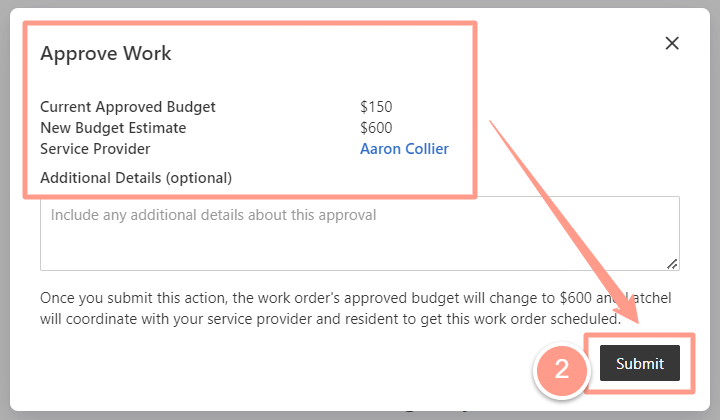 Approve Work
Current Approved Budget $150
New Budget Estimate $600
Service Provider Aaron Collier
Additional Details (optional)
Include any additional details about this approval
Once you submit this action, the work order's approved budget will change to $600 and Latchel
will coordinate with your service provider and resident to get this work order scheduled.
2
Submit